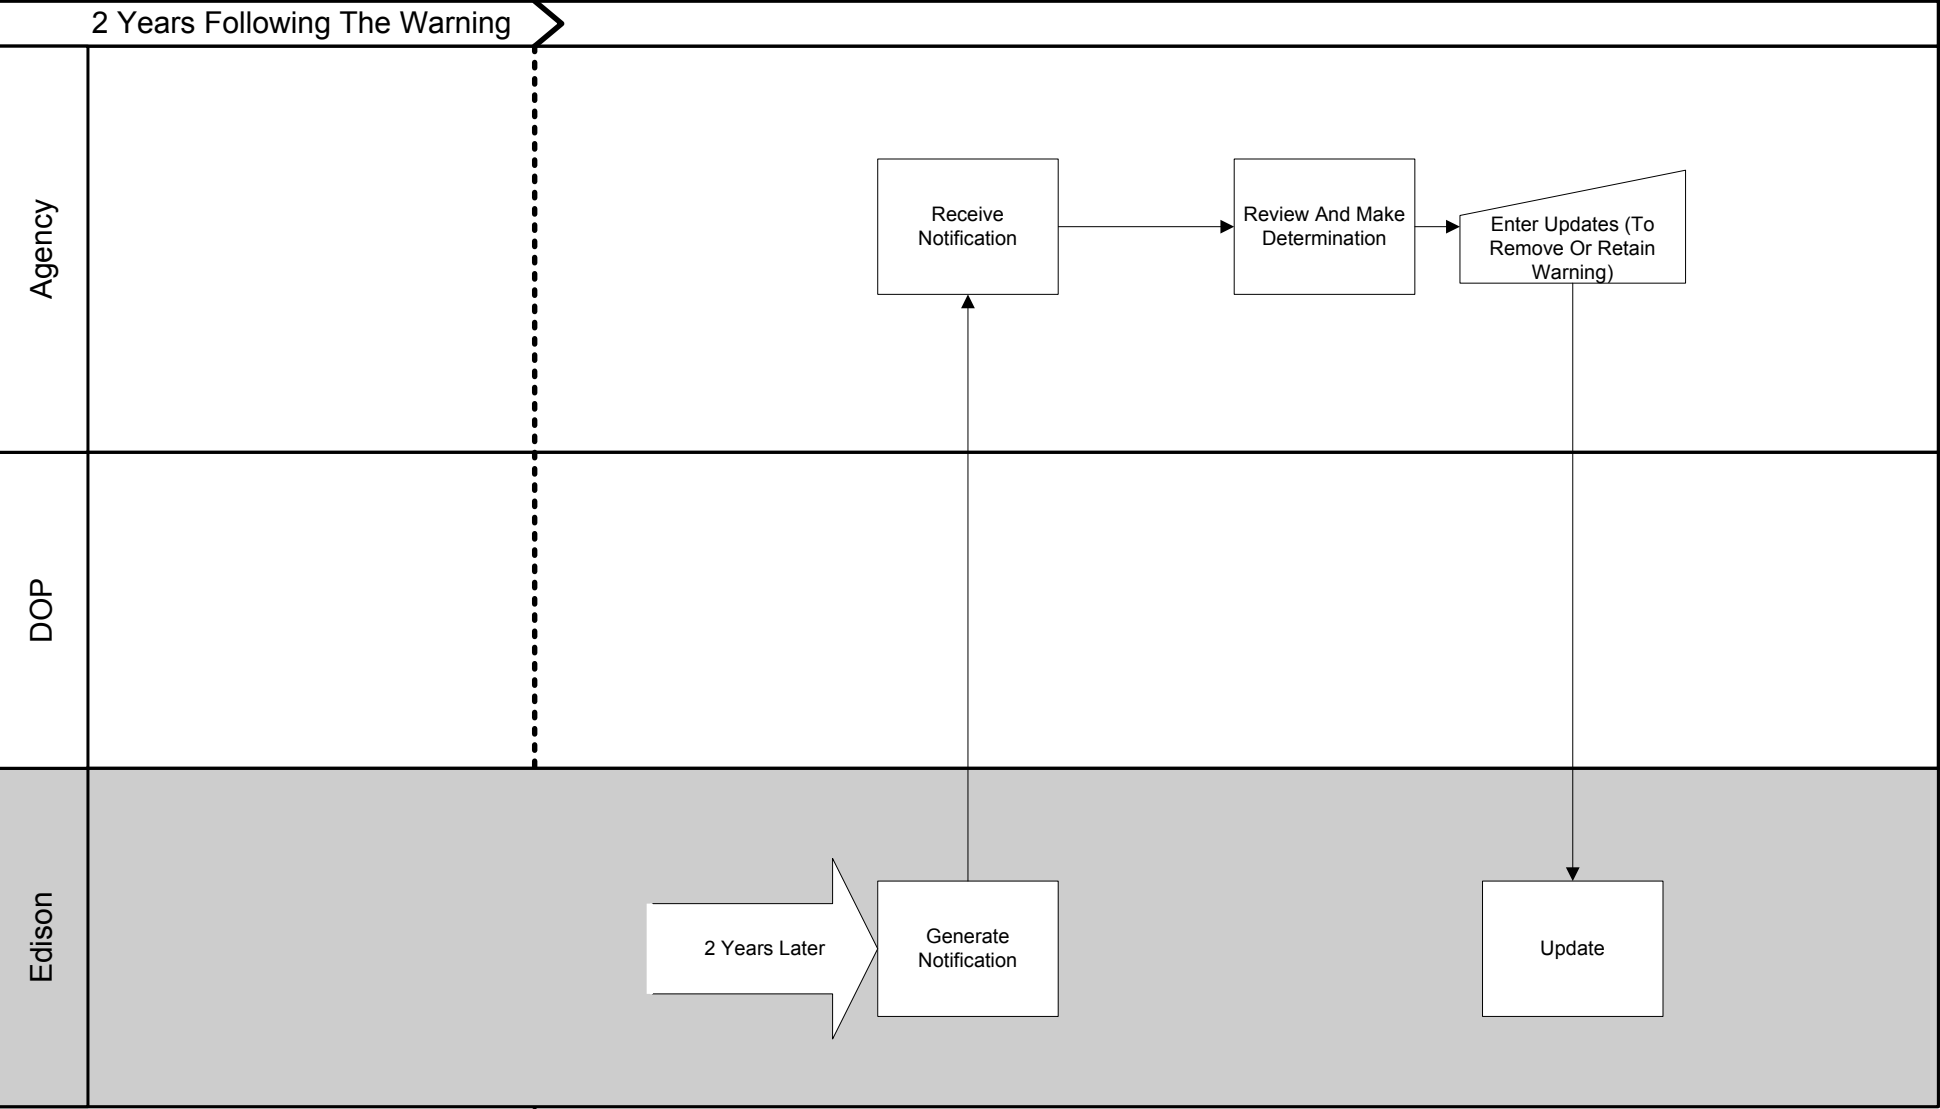 2 Years Following The Warning
Agency
Receive
Notification
Review And Make
Determination
Enter Updates (To
Remove Or Retain
Warning)
DOP
Edison
2 Years Later
Generate
Notification
Update